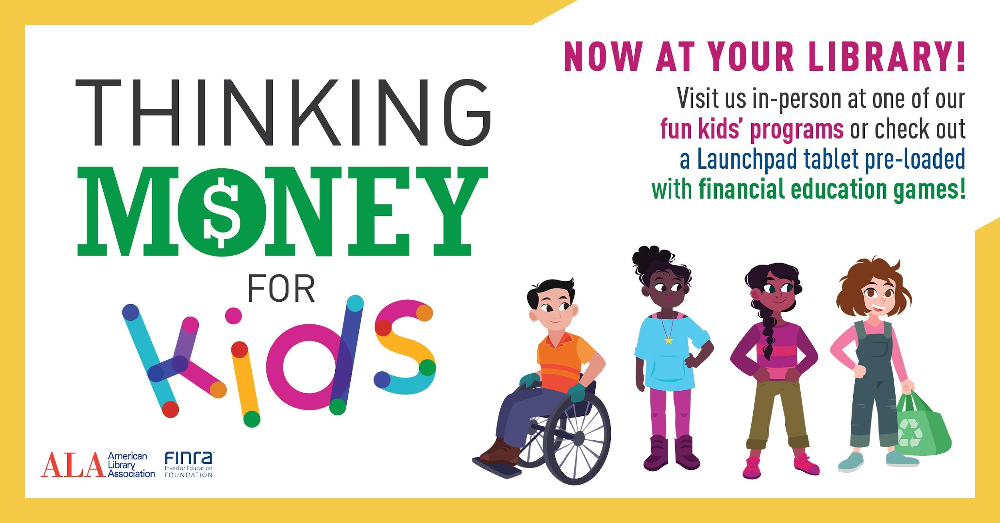 THINKING
MONEY
FOR
kids
NOW AT YOUR LIBRARY!
Visit us in-person at one of our
fun kids’ programs or check out
a Launchpad tablet pre-loaded
with financial education games!
ALA American
Library
Association
FINRA®
Investor Education
FOUNDATION